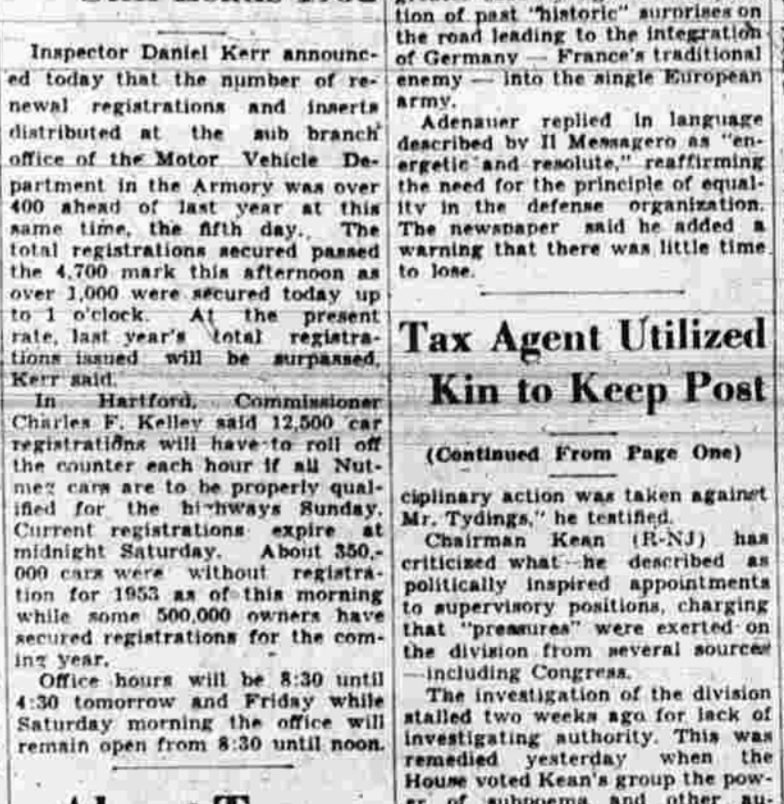 Inspector Daniel Kerr announc-
ed today that the number of re-
newal registrations and inserts
distributed at the sub branch
office of the Motor Vehicle De-
partment in the Armory was over
400 ahead of last year at this
same time, the fifth day. The
total registrations secured passed
the 4,700 mark this afternoon as
over 1,000 were secured today up
to 1 o'clock. At the present
rate, last year's total registra-
tions issued will be surpassed,
Kerr said.
In Hartford, Commissioner
Charles F. Kelley said 12,500 car
registrations will have to roll off
the counter each hour if all Nut-
meg cars are to be properly qual-
ified for the highways Sunday.
Current registrations expire at
midnight Saturday. About 350,-
000 cars were without registra-
tion for 1953 as of this morning
while some 500,000 owners have
secured registrations for the com-
ing year.
Office hours will be 8:30 until
4:30 tomorrow and Friday while
Saturday morning the office will
remain open from 8:30 until noon.
tion of past "historic" surprises on
the road leading to the integration
of Germany — France's traditional
enemy — into the single European
army.
Adenauer replied in language
described by Il Messagero as "en-
ergetic and resolute," reaffirming
the need for the principle of equal-
ity in the defense organization.
The newspaper said he added a
warning that there was little time
to lose.
Tax Agent Utilized
Kin to Keep Post
(Continued From Page One)
ciplinary action was taken against
Mr. Tydings," he testified.
Chairman Kean (R-NJ) has
criticised what he described as
politically inspired appointments
to supervisory positions, charging
that "pressures" were exerted on
the division from several sources
—including Congress.
The investigation of the division
stalled two weeks ago for lack of
investigating authority. This was
remedied yesterday when the
House voted Kean's group the pow-
er of subpoena and other au-